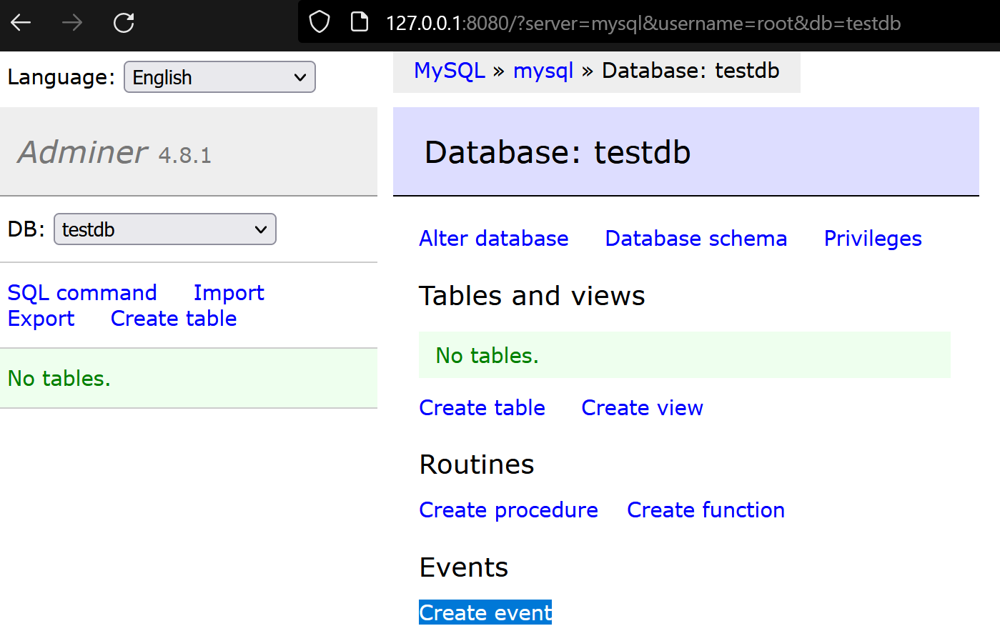 127.0.0.1:8080/?server=mysql&username=root&db=testdb
Language: English
MySQL » mysql » Database: testdb
Adminer 4.8.1
Database: testdb
DB: testdb
Alter database Database schema Privileges
SQL command Import
Export Create table
Tables and views
No tables.
No tables.
Create table Create view
Routines
Create procedure Create function
Events
Create event